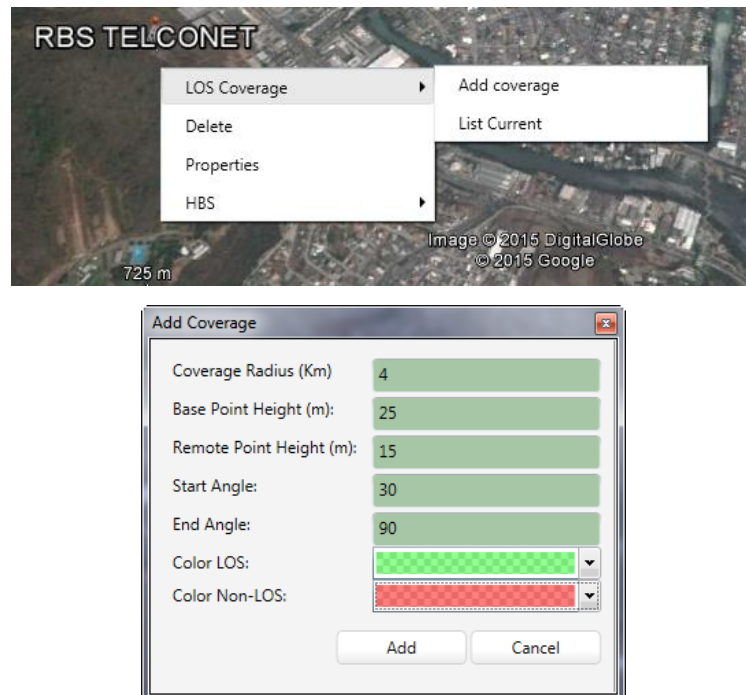 RBS TELCONET
LOS Coverage
Add coverage
Delete
List Current
Properties
HBS
Image © 2015 DigitalGlobe
© 2015 Google
725 m
Add Coverage
Coverage Radius (Km) 4
Base Point Height (m): 25
Remote Point Height (m): 15
Start Angle: 30
End Angle: 90
Color LOS:
Color Non-LOS:
Add Cancel